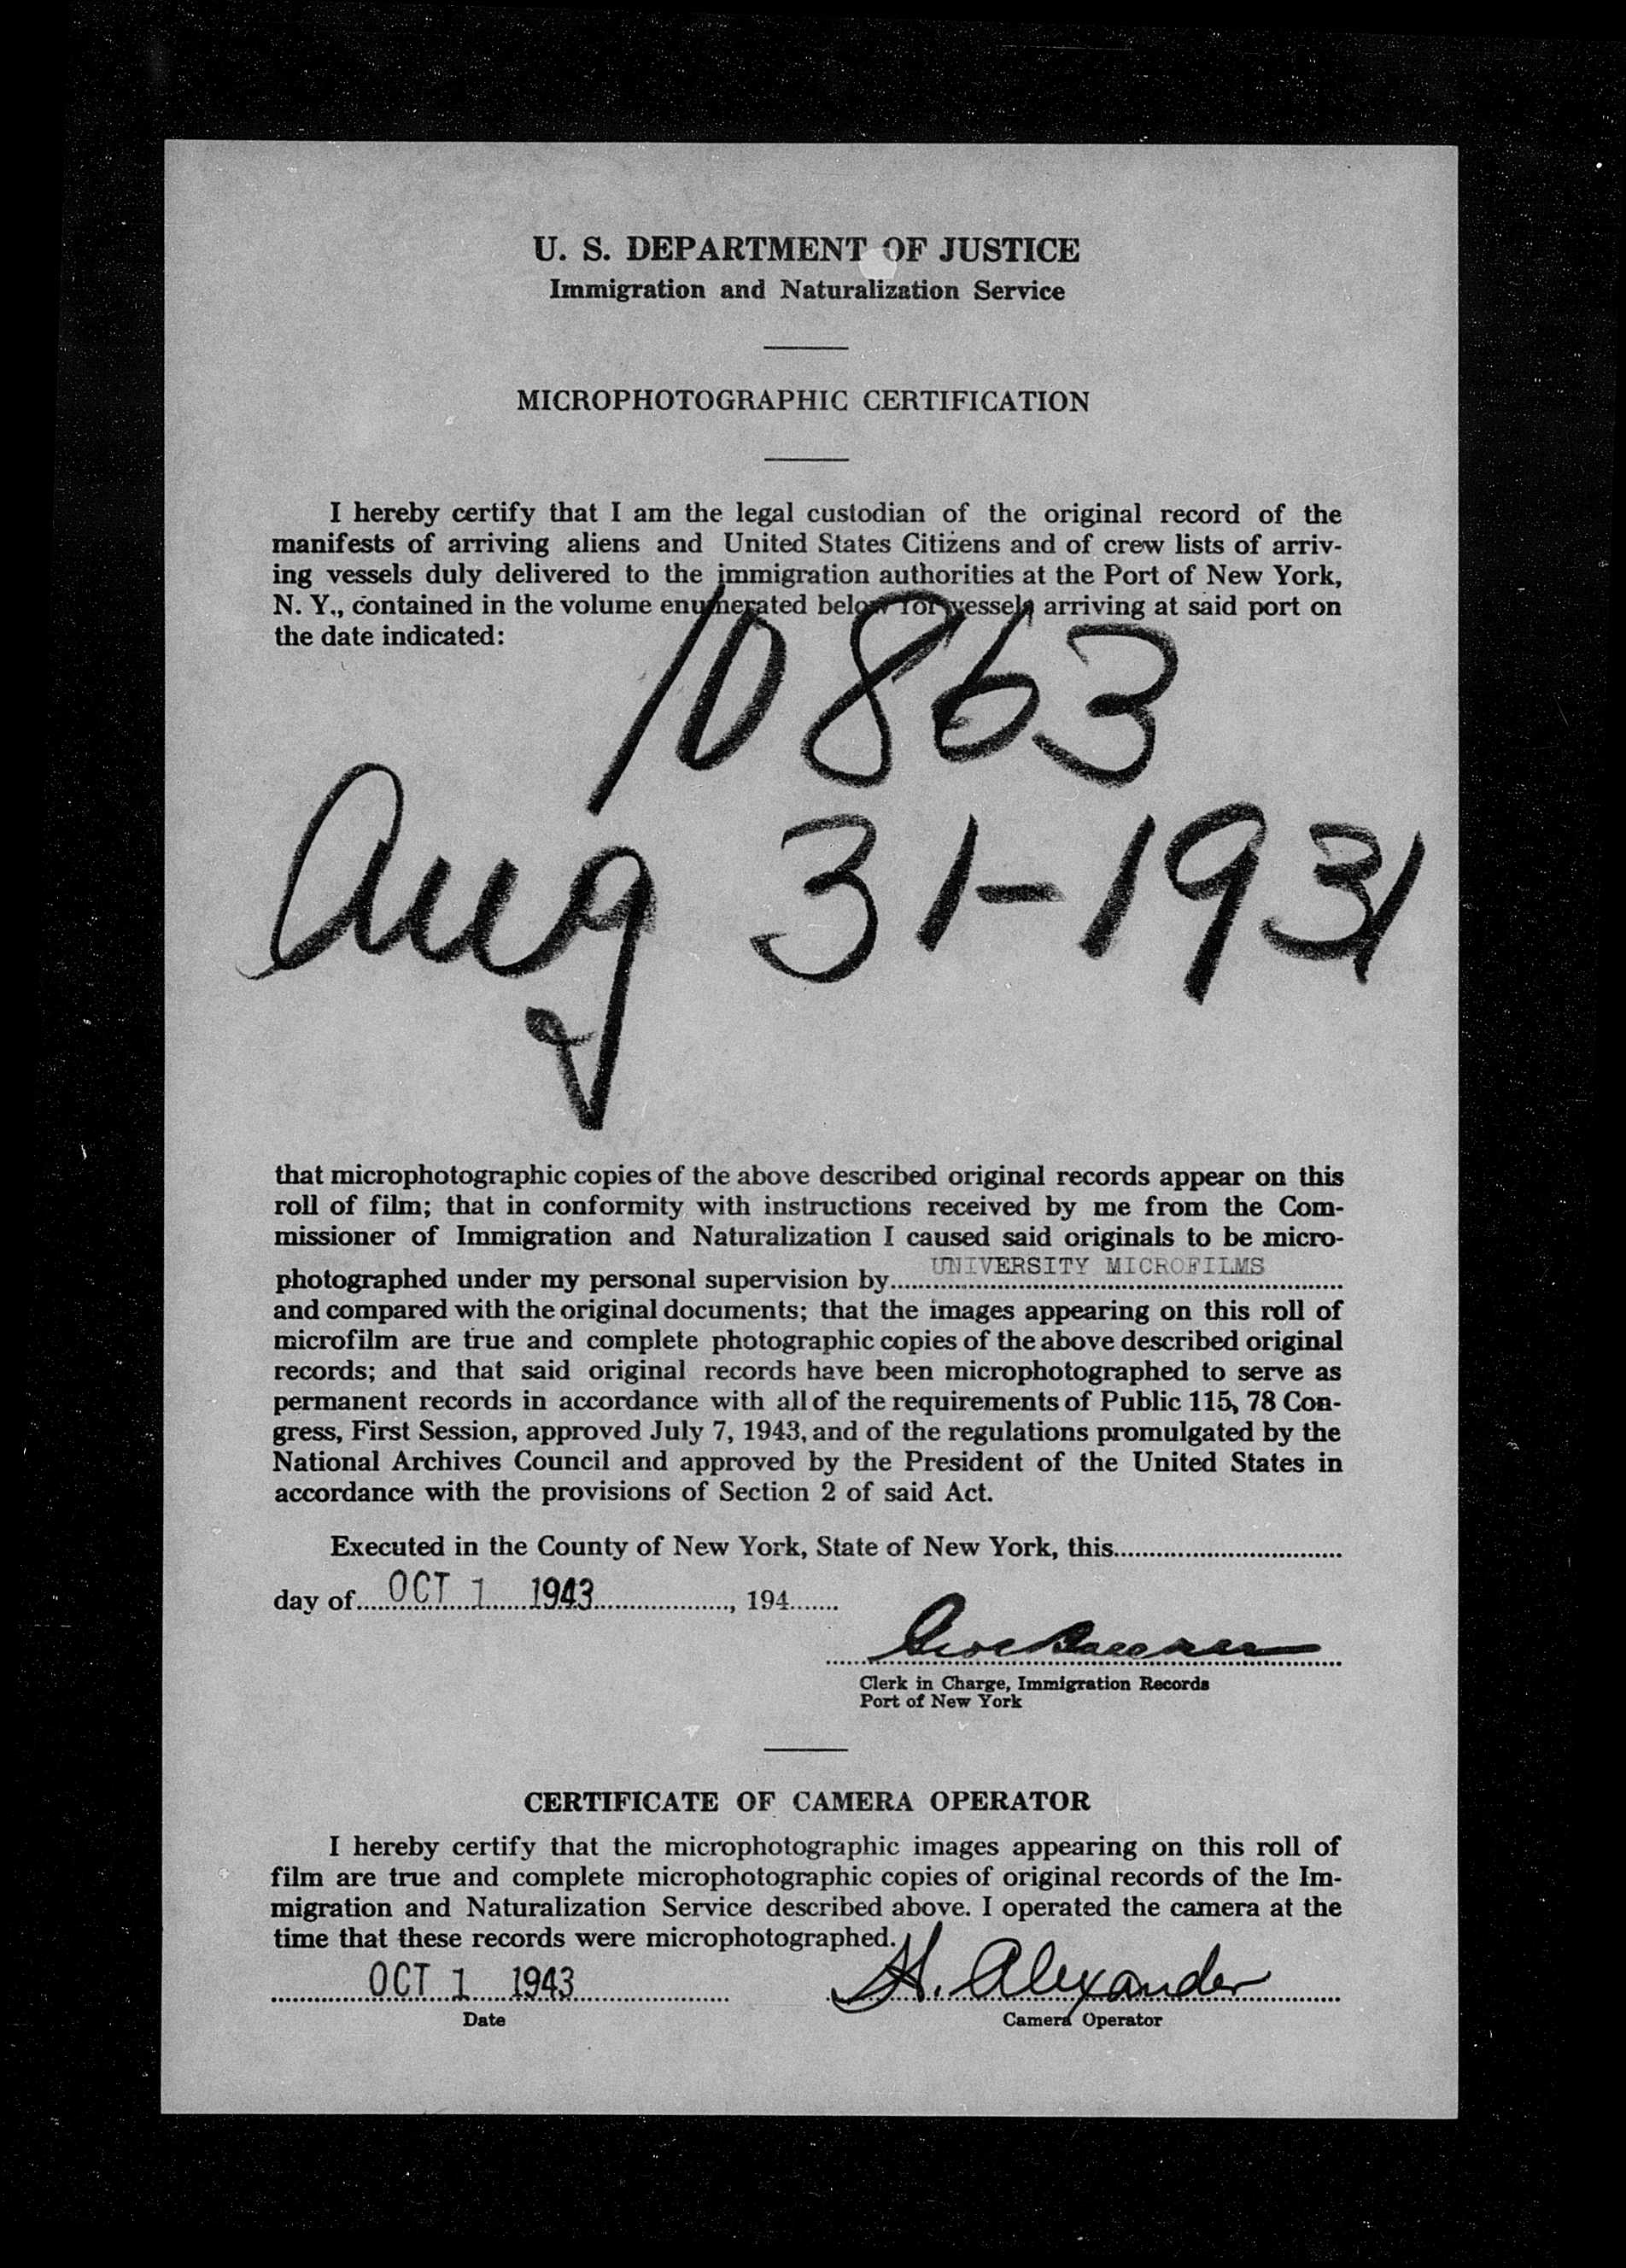 U. S. DEPARTMENT OF JUSTICE
Immigration and Naturalization Service
MICROPHOTOGRAPHIC CERTIFICATION
I hereby certify that I am the legal custodian of the original record of the
manifests of arriving aliens and United States Citizens and of crew lists of arriv-
ing vessels duly delivered to the immigration authorities at the Port of New York,
N. Y., contained in the volume enumerated below for vessels arriving at said port on
the date indicated:
10863
Aug 31-1931
that microphotographic copies of the above described original records appear on this
roll of film; that in conformity with instructions received by me from the Com-
missioner of Immigration and Naturalization I caused said originals to be micro-
photographed under my personal supervision by UNIVERSITY MICROFILMS
and compared with the original documents; that the images appearing on this roll of
microfilm are true and complete photographic copies of the above described original
records; and that said original records have been microphotographed to serve as
permanent records in accordance with all of the requirements of Public 115, 78 Con-
gress, First Session, approved July 7, 1943, and of the regulations promulgated by the
National Archives Council and approved by the President of the United States in
accordance with the provisions of Section 2 of said Act.
Executed in the County of New York, State of New York, this
day of OCT 1 1943, 194
Clerk in Charge, Immigration Records
Port of New York
CERTIFICATE OF CAMERA OPERATOR
I hereby certify that the microphotographic images appearing on this roll of
film are true and complete microphotographic copies of original records of the Im-
migration and Naturalization Service described above. I operated the camera at the
time that these records were microphotographed.
OCT 1 1943 H. Alexander
Date Camera Operator